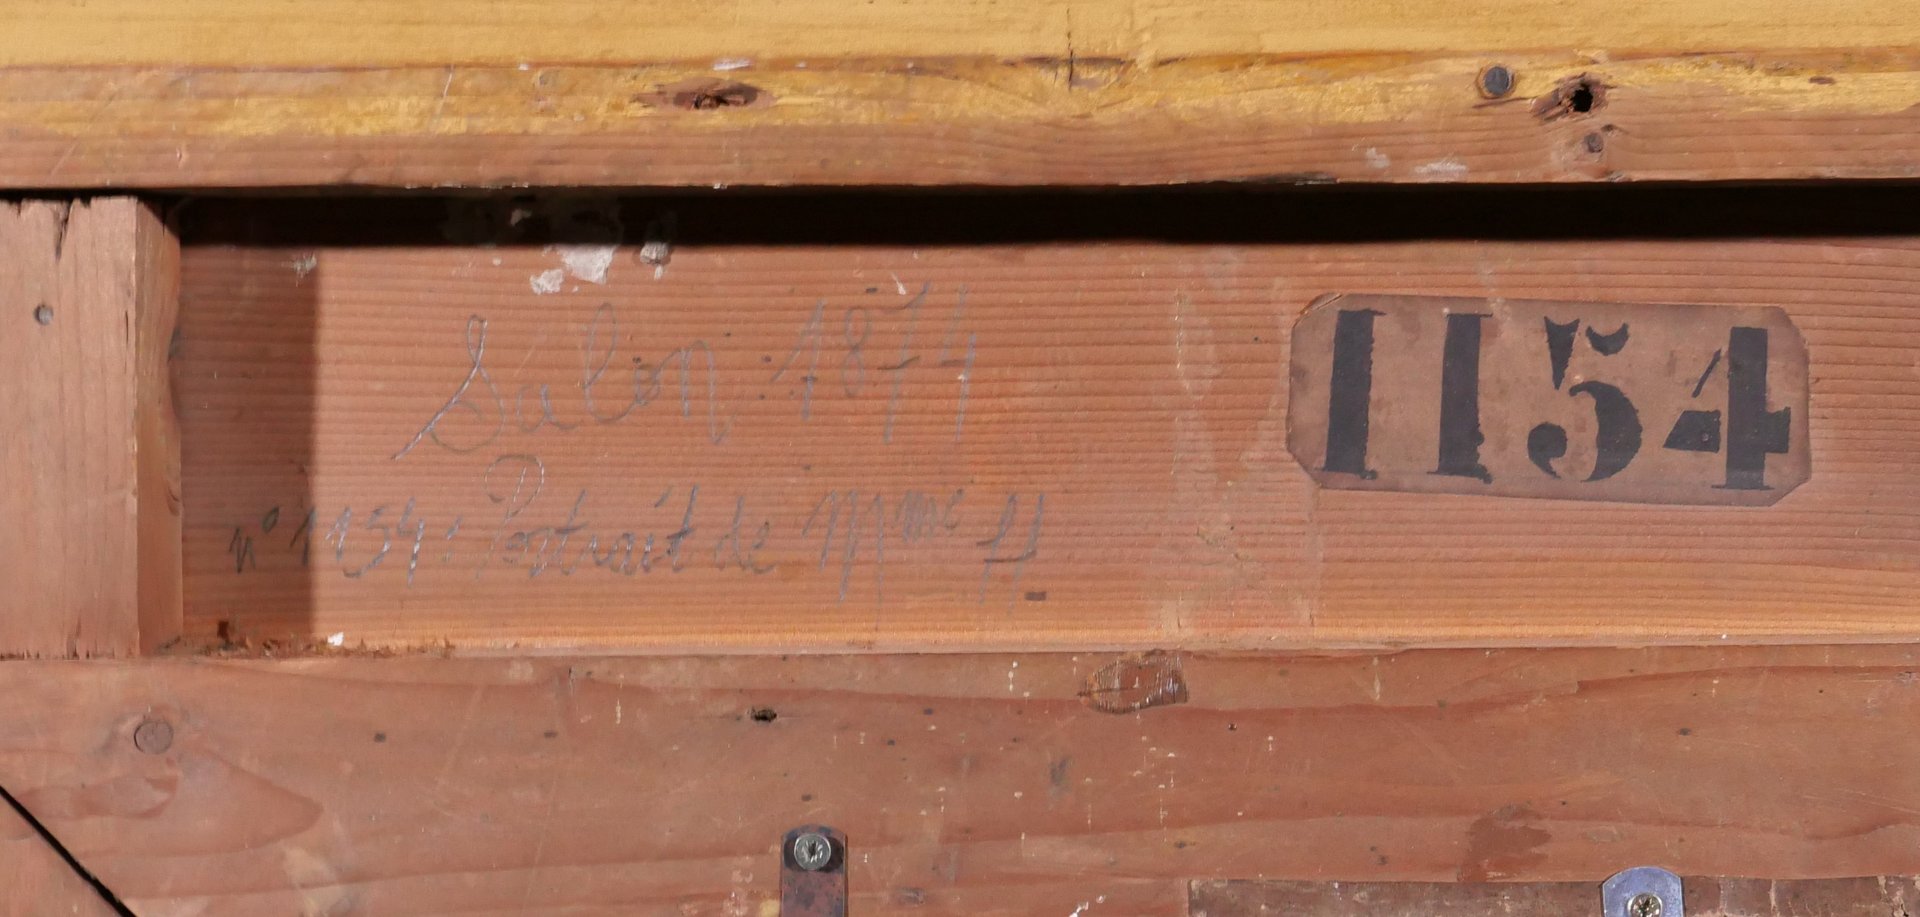 Salon : 1874
n° 1154 : Portrait de Mme H
1154